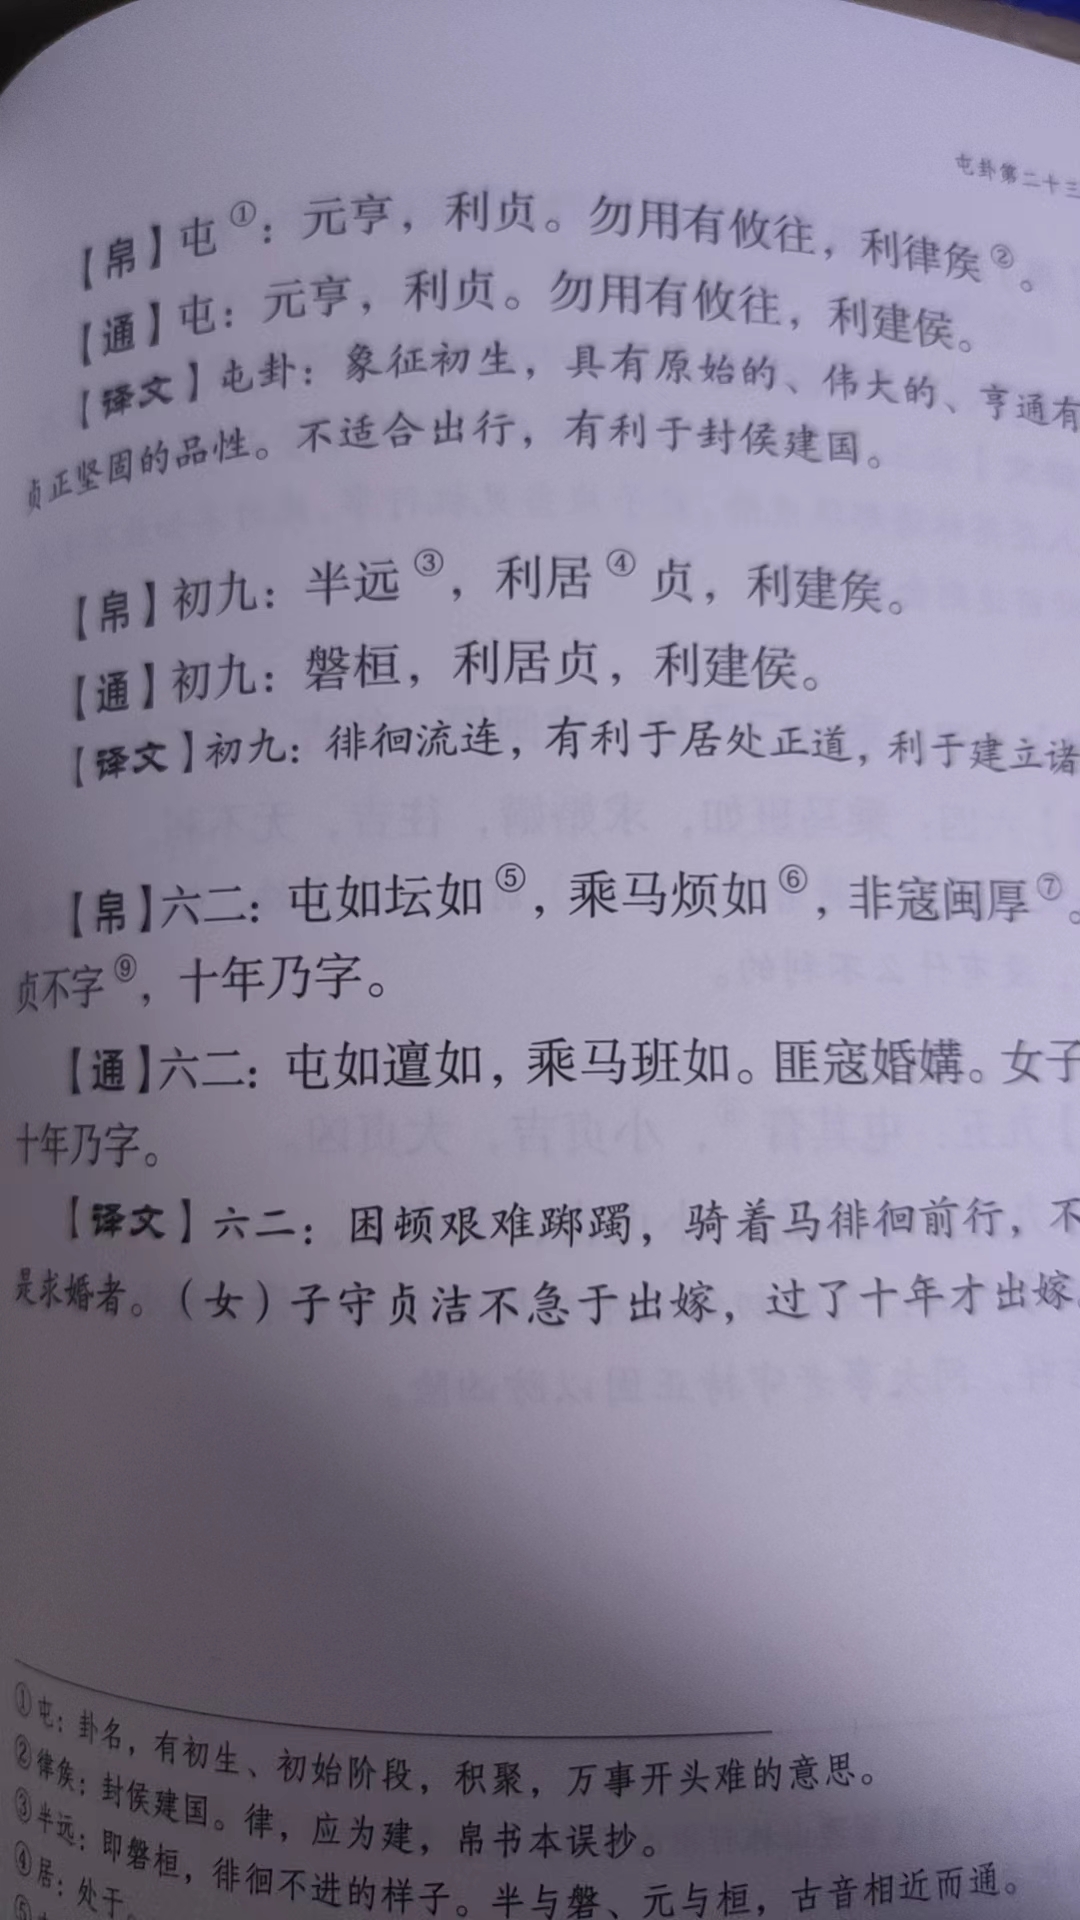 屯卦第二十三
【帛】屯①：元亨，利贞。勿用有攸往，利律矦②。
【通】屯：元亨，利贞。勿用有攸往，利建侯。
【译文】屯卦：象征初生，具有原始的、伟大的、亨通有
贞正坚固的品性。不适合出行，有利于封侯建国。
【帛】初九：半远③，利居④贞，利建矦。
【通】初九：磐桓，利居贞，利建侯。
【译文】初九：徘徊流连，有利于居处正道，利于建立诸
【帛】六二：屯如坛如⑤，乘马烦如⑥，非寇闽厚⑦。
贞不字⑨，十年乃字。
【通】六二：屯如邅如，乘马班如。匪寇婚媾。女子
十年乃字。
【译文】六二：困顿艰难踯躅，骑着马徘徊前行，不
是求婚者。（女）子守贞洁不急于出嫁，过了十年才出嫁。
①屯：卦名，有初生、初始阶段，积聚，万事开头难的意思。
②律矦：封侯建国。律，应为建，帛书本误抄。
③半远：即磐桓，徘徊不进的样子。半与磐、元与桓，古音相近而通。
④居：处于。
⑤